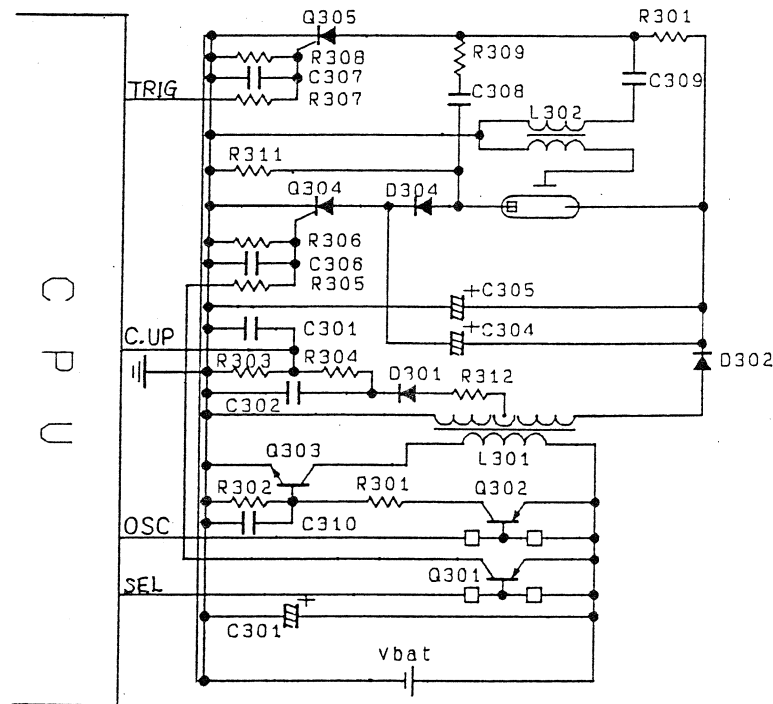 Q305
R301
R308
R309
C307
C309
TRIG
R307
C308
L302
R311
Q304
D304
R306
C306
R305
+C305
C301
+C304
C.UP
R303
R304
D302
D301
R312
C302
Q303
L301
R302
R301
Q302
OSC
C310
Q301
SEL
+
C301
Vbat
CPU